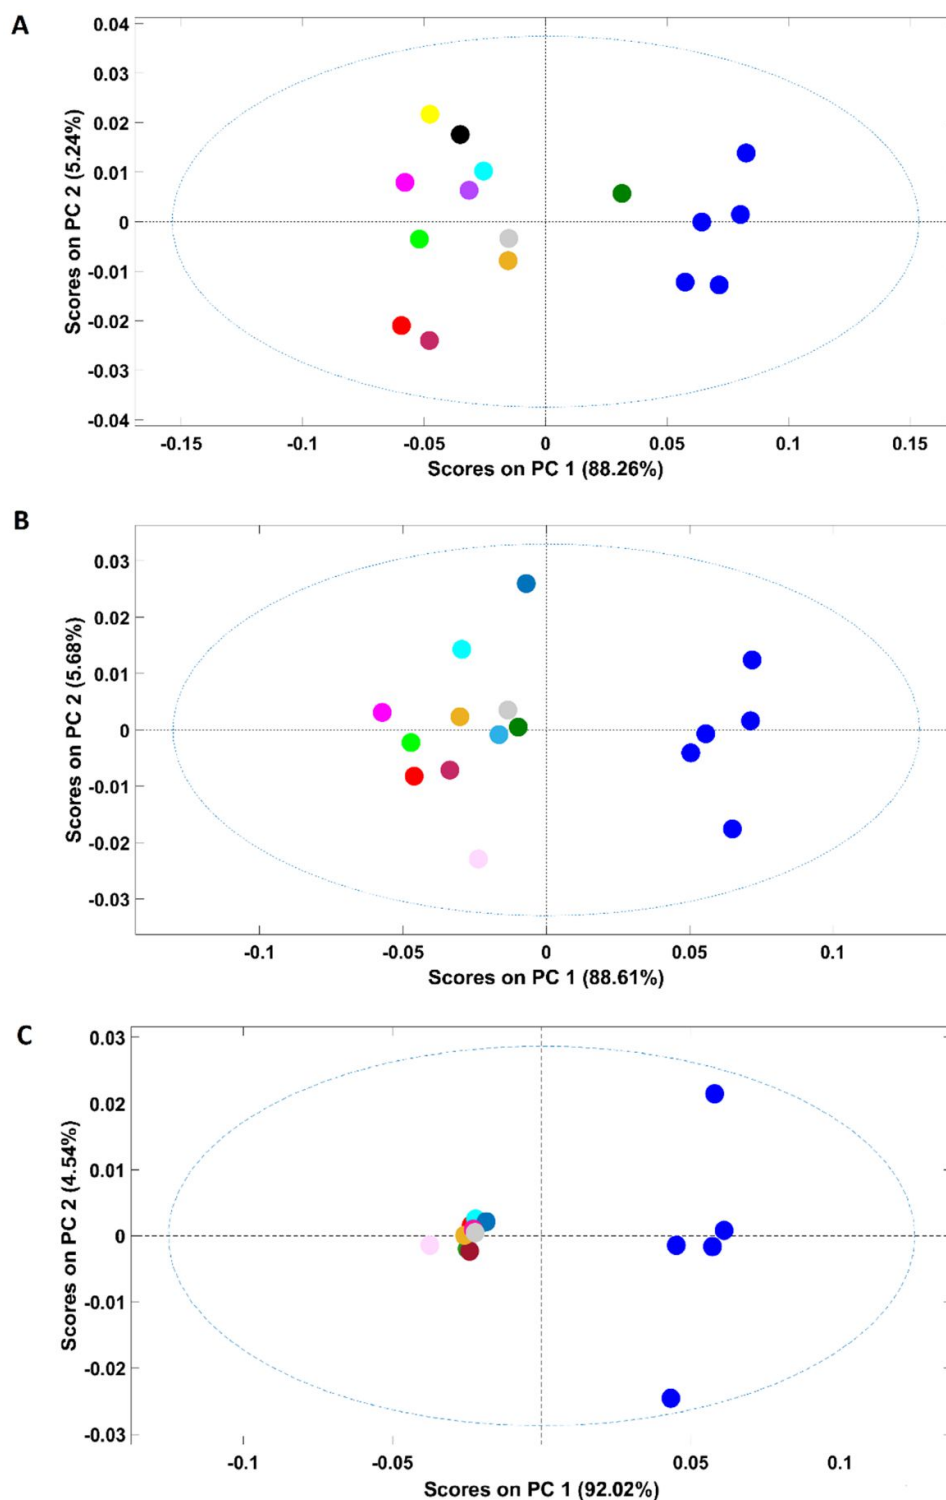 A
0.04
0.03
0.02
0.01
0
-0.01
-0.02
-0.03
-0.04
Scores on PC 2 (5.24%)
-0.15 -0.1 -0.05 0 0.05 0.1 0.15
Scores on PC 1 (88.26%)
B
0.03
0.02
0.01
0
-0.01
-0.02
-0.03
Scores on PC 2 (5.68%)
-0.1 -0.05 0 0.05 0.1
Scores on PC 1 (88.61%)
C
0.03
0.02
0.01
0
-0.01
-0.02
-0.03
Scores on PC 2 (4.54%)
-0.1 -0.05 0 0.05 0.1
Scores on PC 1 (92.02%)